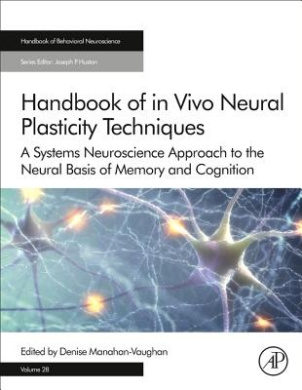 Handbook of Behavioral Neuroscience
Series Editor: Joseph P. Huston
Handbook of in Vivo Neural
Plasticity Techniques
A Systems Neuroscience Approach to the
Neural Basis of Memory and Cognition
Edited by Denise Manahan-Vaughan
Volume 28
AP